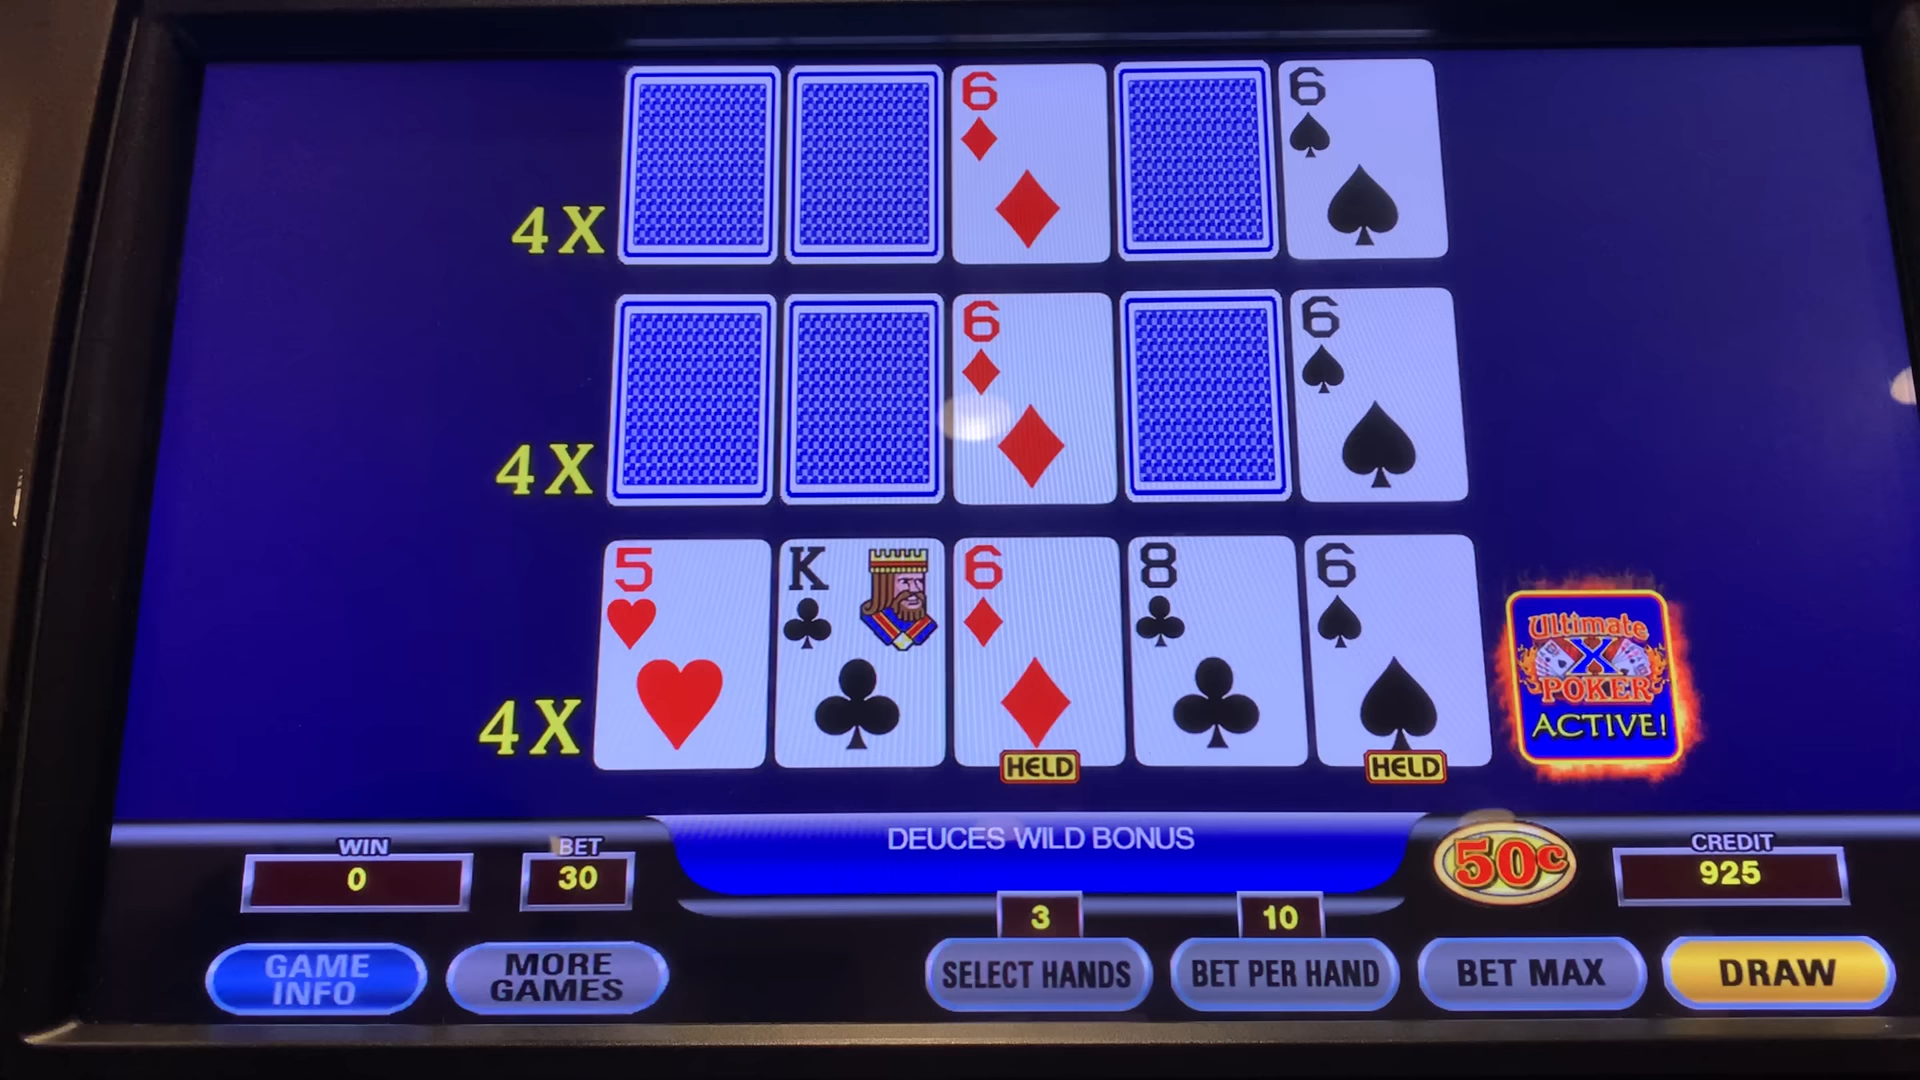 6 6
4X
6 6
4X
5 K 6 8 6
4X
HELD HELD
Ultimate
X
POKER
ACTIVE!
WIN BET DEUCES WILD BONUS 50¢ CREDIT
0 30 925
3 10
GAME INFO
MORE GAMES
SELECT HANDS
BET PER HAND
BET MAX
DRAW